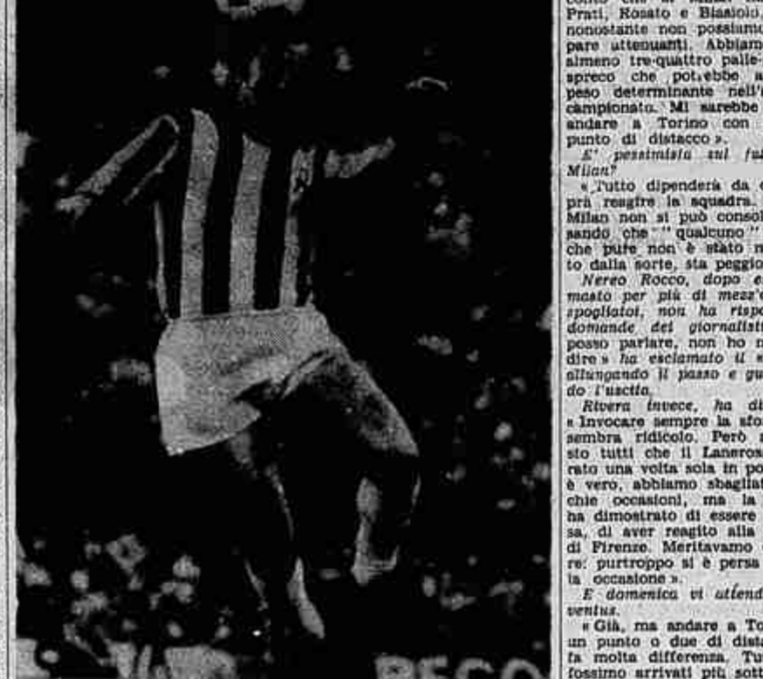 Prati, Rosato e Biasiolo,
nonostante non possiamo
pare attenuanti. Abbiam
almeno tre-quattro palle-
spreco che potrebbe a
peso determinante nell'
campionato. Mi sarebbe
andare a Torino con
punto di distacco ».
E' pessimista sul fut
Milan?
« Tutto dipenderà da c
prà reagire la squadra.
Milan non si può consol
sando che " qualcuno "
che pure non è stato m
to dalla sorte, sta peggio
Nereo Rocco, dopo e
masto per più di mezz'o
spogliatoi, non ha rispo
domande dei giornalisti
posso parlare, non ho n
dire » ha esclamato il «
allungando il passo e gu
do l'uscita.
Rivera invece, ha di
« Invocare sempre la sfo
sembra ridicolo. Però
sto tutti che il Laneros
rato una volta sola in po
è vero, abbiamo sbagliat
chie occasioni, ma la
ha dimostrato di essere
sa, di aver reagito alla
di Firenze. Meritavamo
re: purtroppo si è persa
la occasione ».
E domenica vi attend
ventus.
« Già, ma andare a To
un punto o due di dista
fa molta differenza. Tu
fossimo arrivati più sott